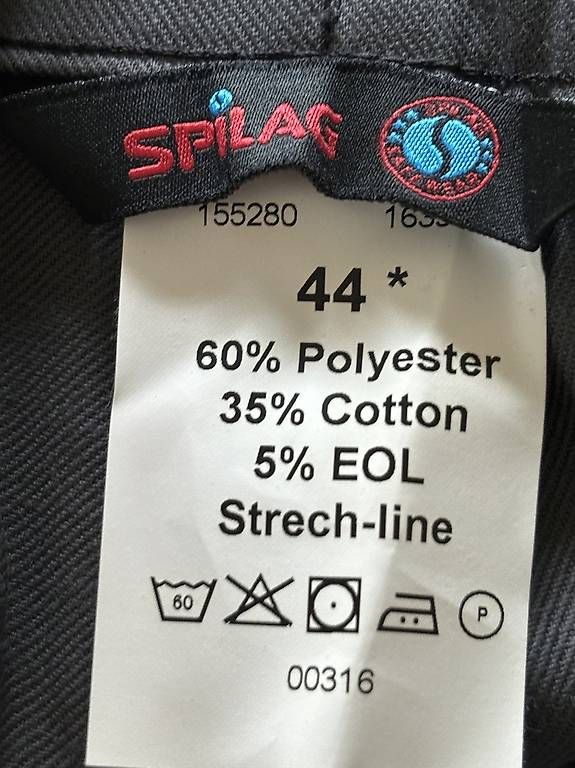 SPiLAG
155280
44 *
60% Polyester
35% Cotton
5% EOL
Strech-line
60
P
00316